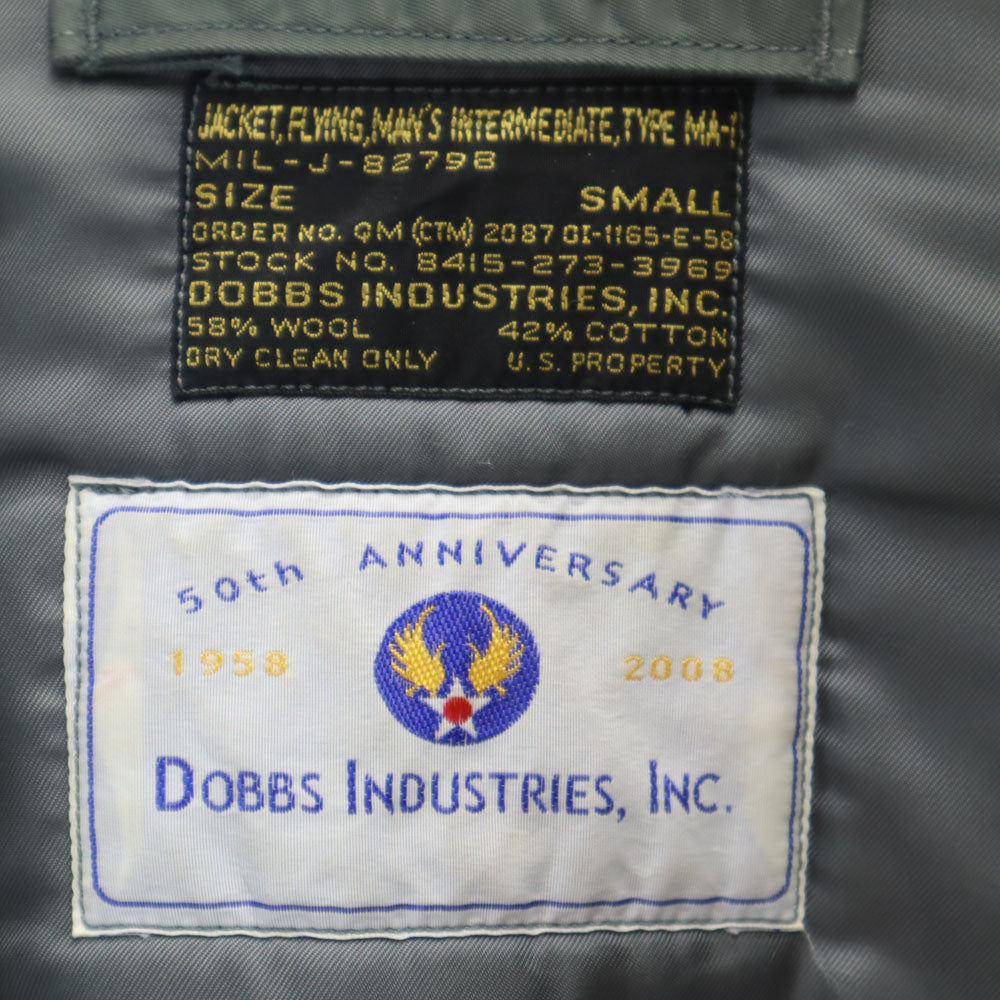 JACKET, FLYING, MAN'S INTERMEDIATE, TYPE MA-1
MIL-J-8279B
SIZE SMALL
ORDER NO. QM (CTM) 2087 OI-1165-E-58
STOCK NO. 8415-273-3969
DOBBS INDUSTRIES, INC.
58% WOOL 42% COTTON
DRY CLEAN ONLY U.S. PROPERTY
50th ANNIVERSARY
1958 2008
DOBBS INDUSTRIES, INC.